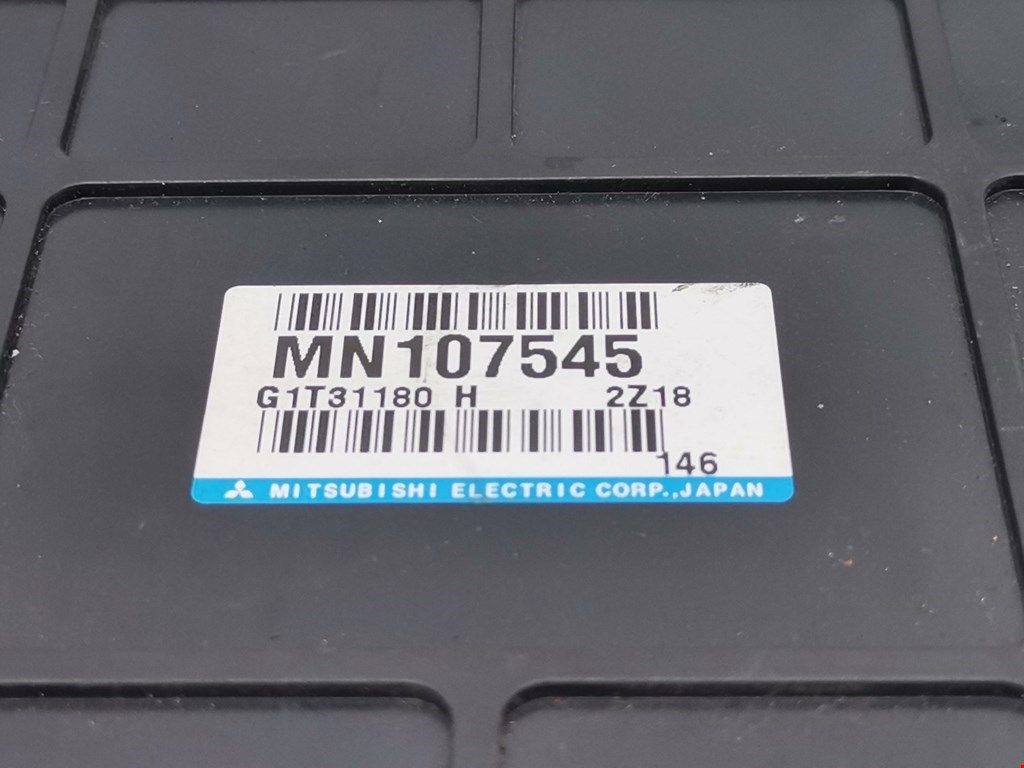 MN107545
G1T31180 H 2Z18
146
MITSUBISHI ELECTRIC CORP.,JAPAN